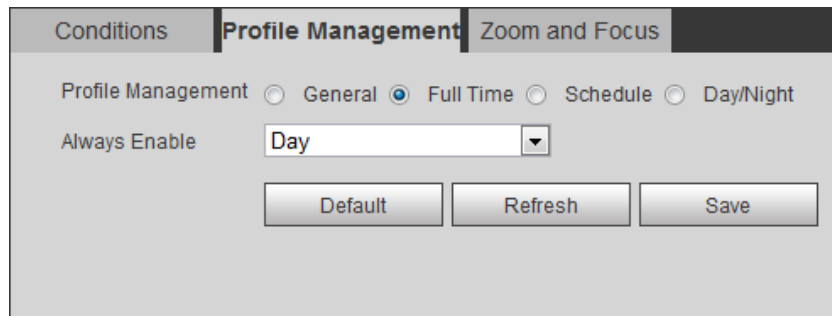 Conditions Profile Management Zoom and Focus
Profile Management General Full Time Schedule Day/Night
Always Enable Day
Default Refresh Save